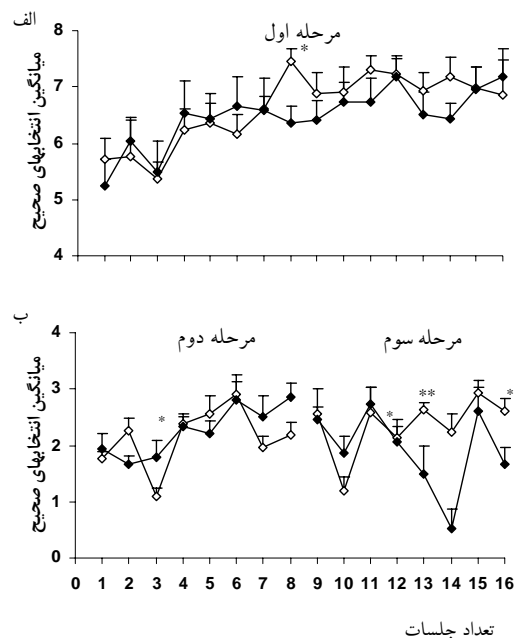 الف
مرحله اول
میانگین انتخابهای صحیح
8
7
6
5
4
*
ب
مرحله دوم
مرحله سوم
میانگین انتخابهای صحیح
4
3
2
1
0
* * ** *
0 1 2 3 4 5 6 7 8 9 10 11 12 13 14 15 16
تعداد جلسات